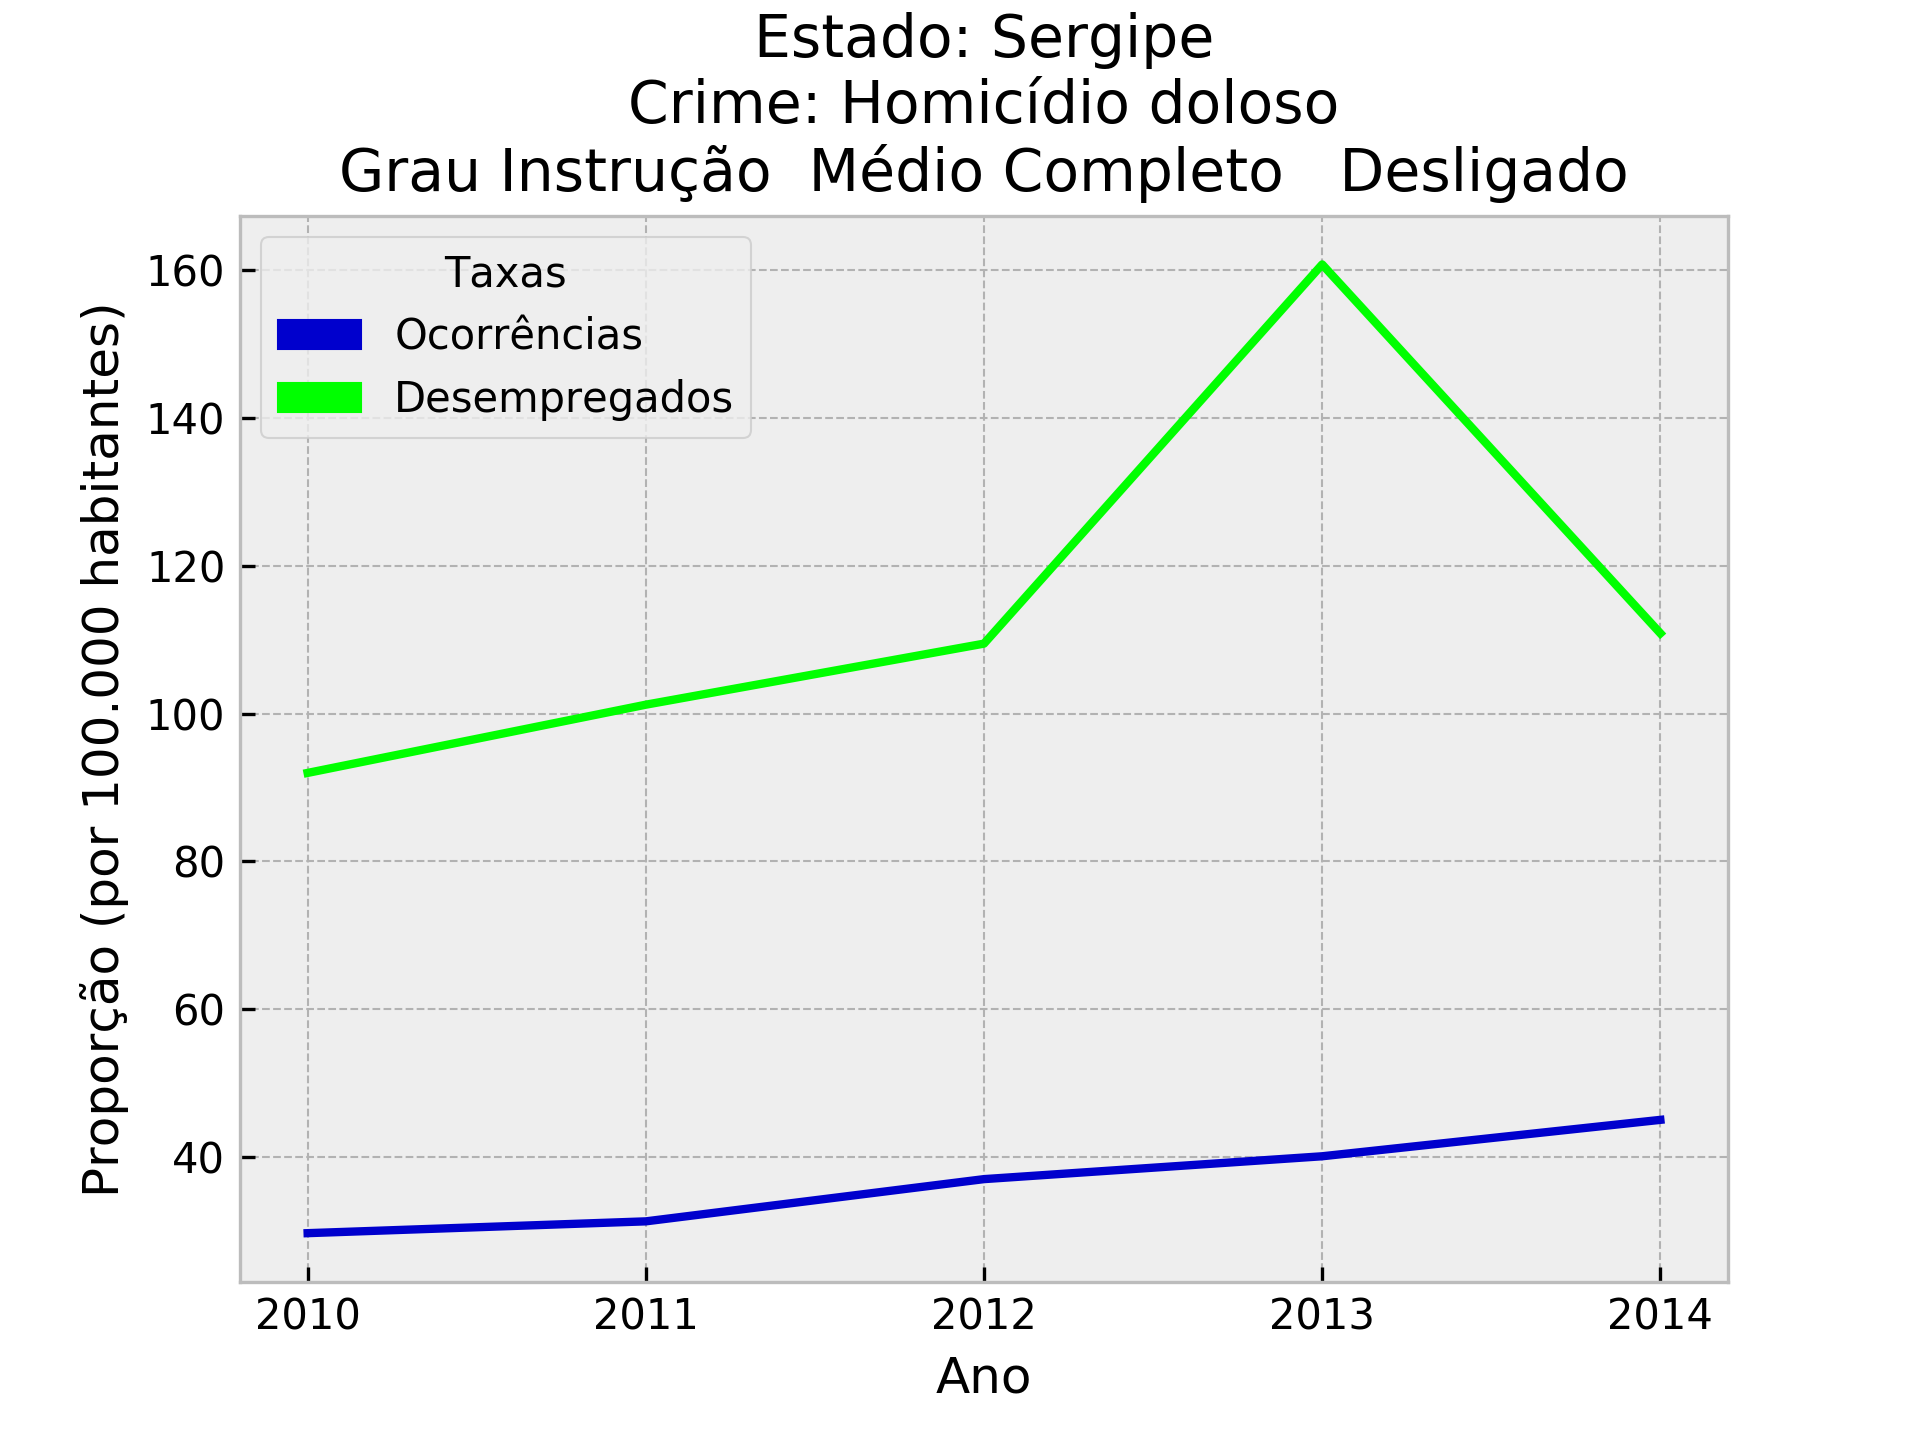 Estado: Sergipe
Crime: Homicídio doloso
Grau Instrução  Médio Completo   Desligado
Taxas
Ocorrências
Desempregados
Proporção (por 100.000 habitantes)
160
140
120
100
80
60
40
2010 2011 2012 2013 2014
Ano